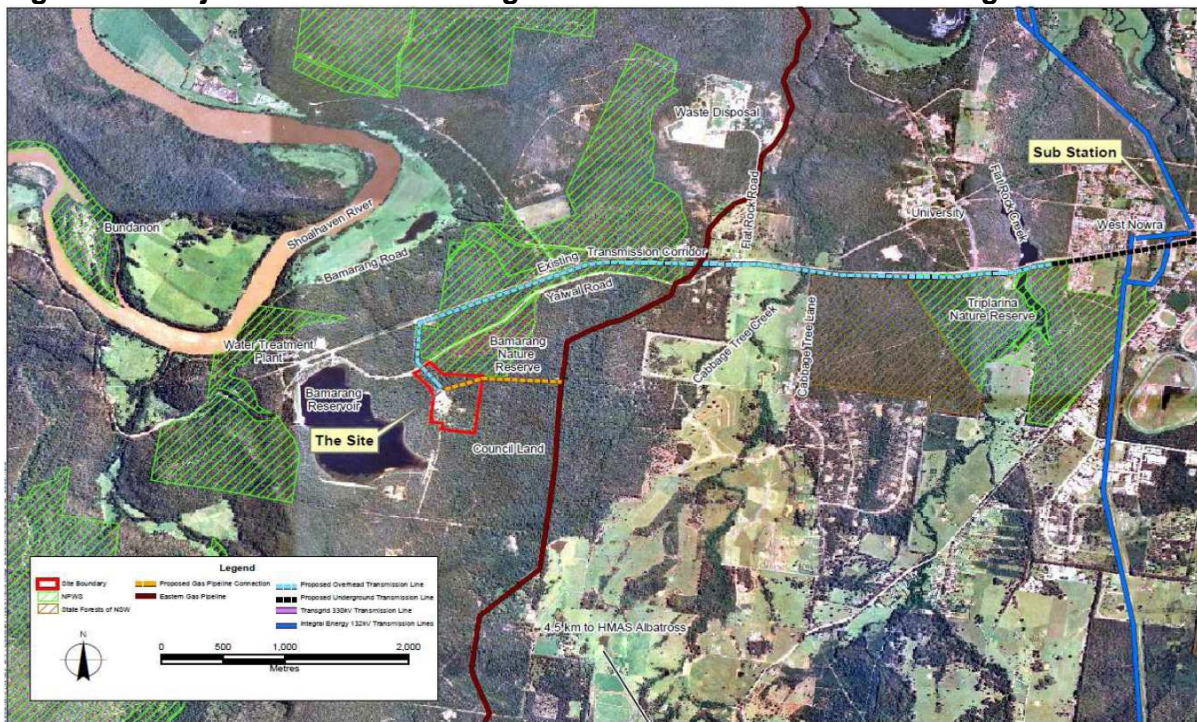 Waste Disposal
Sub Station
Flat Rock Road
Flat Rock Creek
University
West Nowra
Bundanon
Shoalhaven River
Bamarang Road
Existing Transmission Corridor
Yalwal Road
Triplarina
Nature Reserve
Water Treatment
Plant
Bamarang
Nature
Reserve
Cabbage Tree Creek
Cabbage Tree Lane
Bamarang
Reservoir
The Site
Council Land
4.5 km to HMAS Albatross
Legend
Site Boundary
NPWS
State Forests of NSW
Proposed Gas Pipeline Connection
Eastern Gas Pipeline
Proposed Overhead Transmission Line
Proposed Underground Transmission Line
Transgrid 330kV Transmission Line
Integral Energy 132kV Transmission Lines
N
0 500 1,000 2,000
Metres